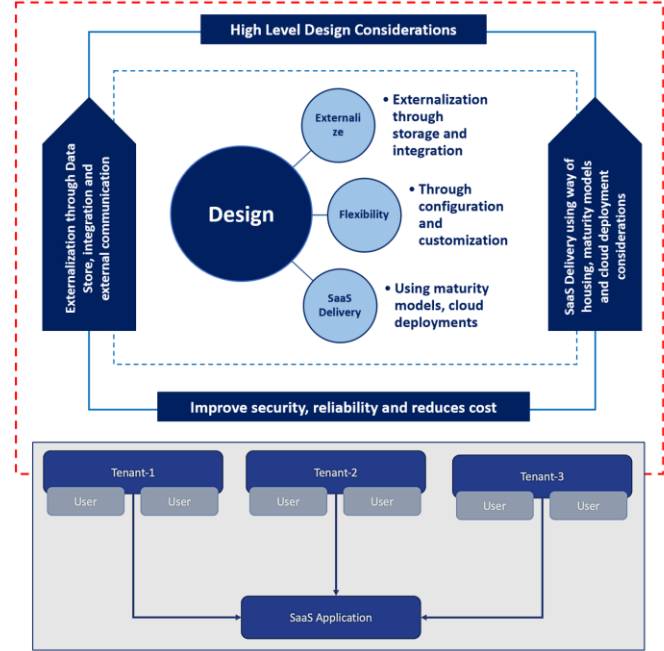 High Level Design Considerations
Externalization through Data
Store, integration and
external communication
Design
Externali
ze
• Externalization
through
storage and
integration
Flexibility
• Through
configuration
and
customization
SaaS
Delivery
• Using maturity
models, cloud
deployments
SaaS Delivery using way of
housing, maturity models
and cloud deployment
considerations
Improve security, reliability and reduces cost
Tenant-1
User
User
Tenant-2
User
User
Tenant-3
User
User
SaaS Application